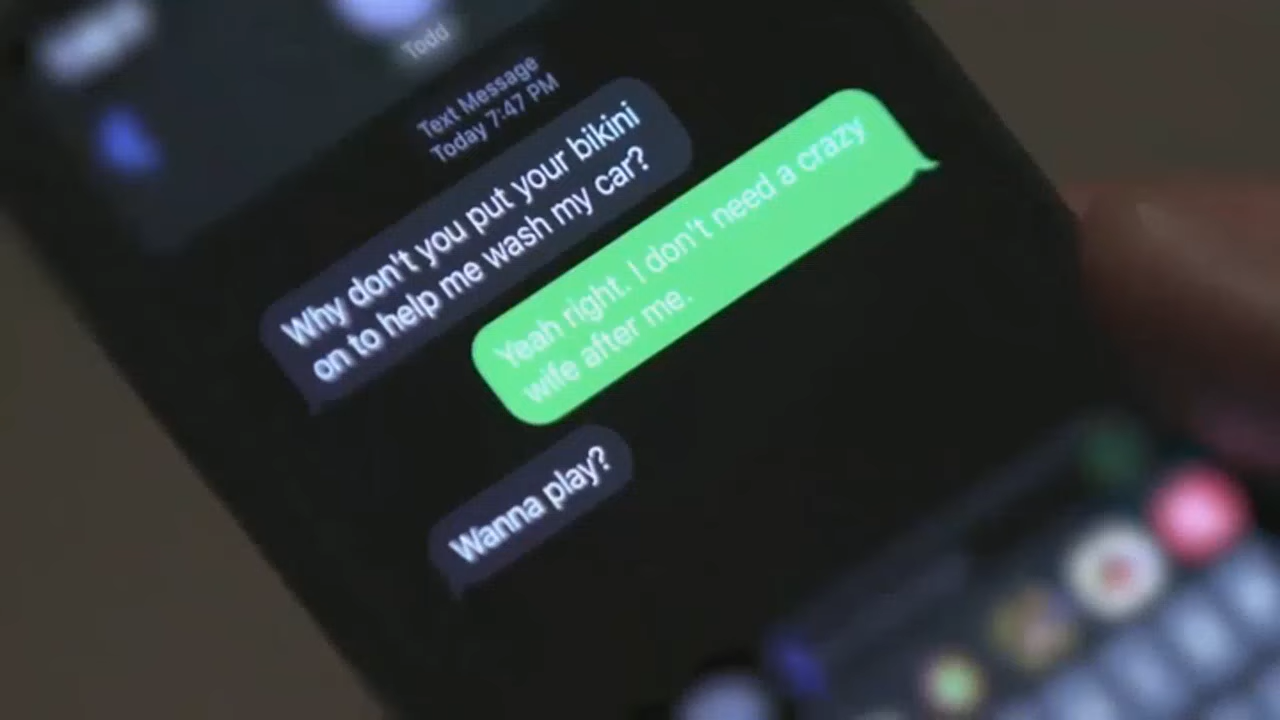 Todd
Text Message
Today 7:47 PM
Why don't you put your bikini
on to help me wash my car?
Yeah right. I don't need a crazy
wife after me.
Wanna play?